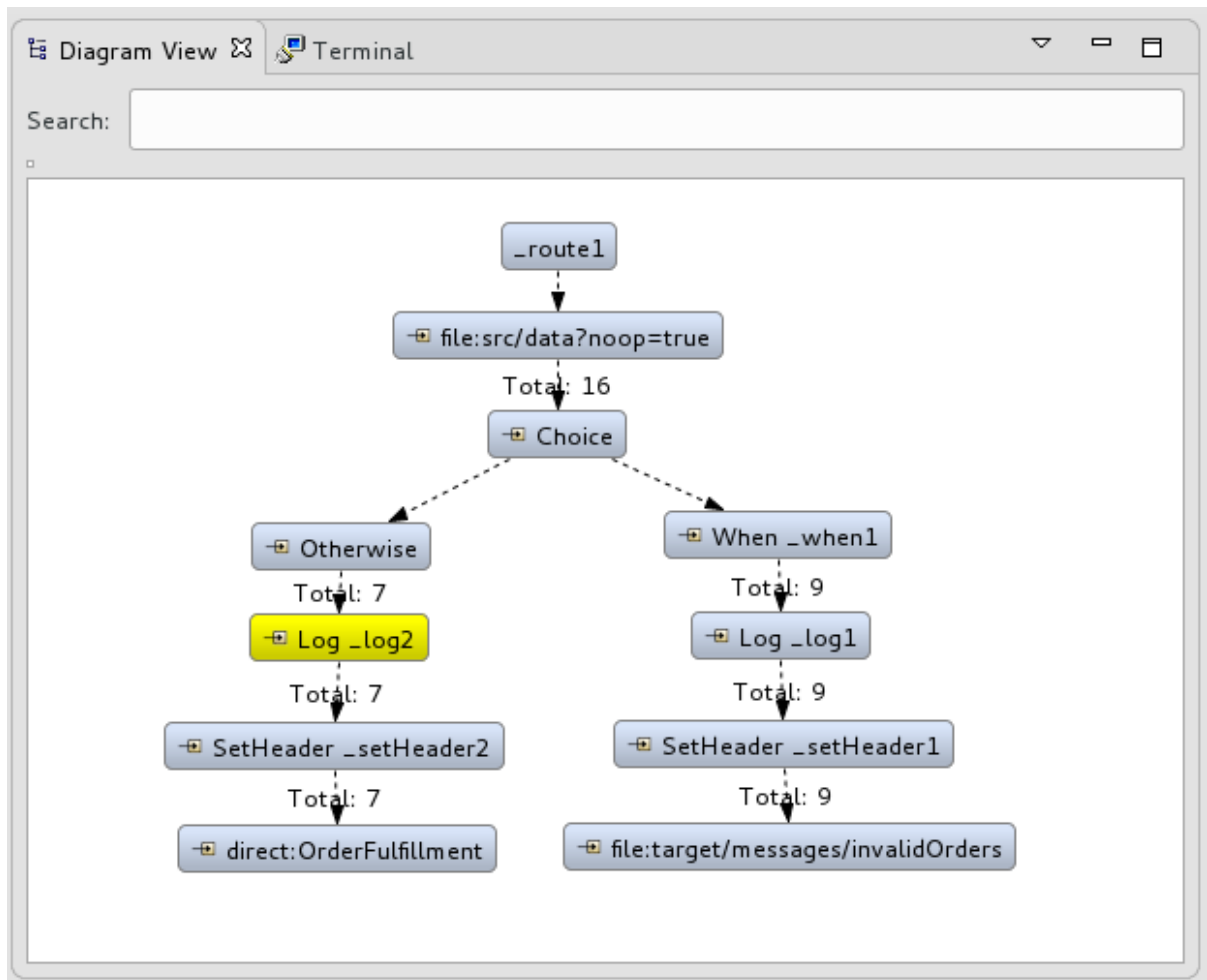 Diagram View
Terminal
Search:
_route1
file:src/data?noop=true
Total: 16
Choice
Otherwise
When _when1
Total: 7
Total: 9
Log _log2
Log _log1
Total: 7
Total: 9
SetHeader _setHeader2
SetHeader _setHeader1
Total: 7
Total: 9
direct:OrderFulfillment
file:target/messages/invalidOrders